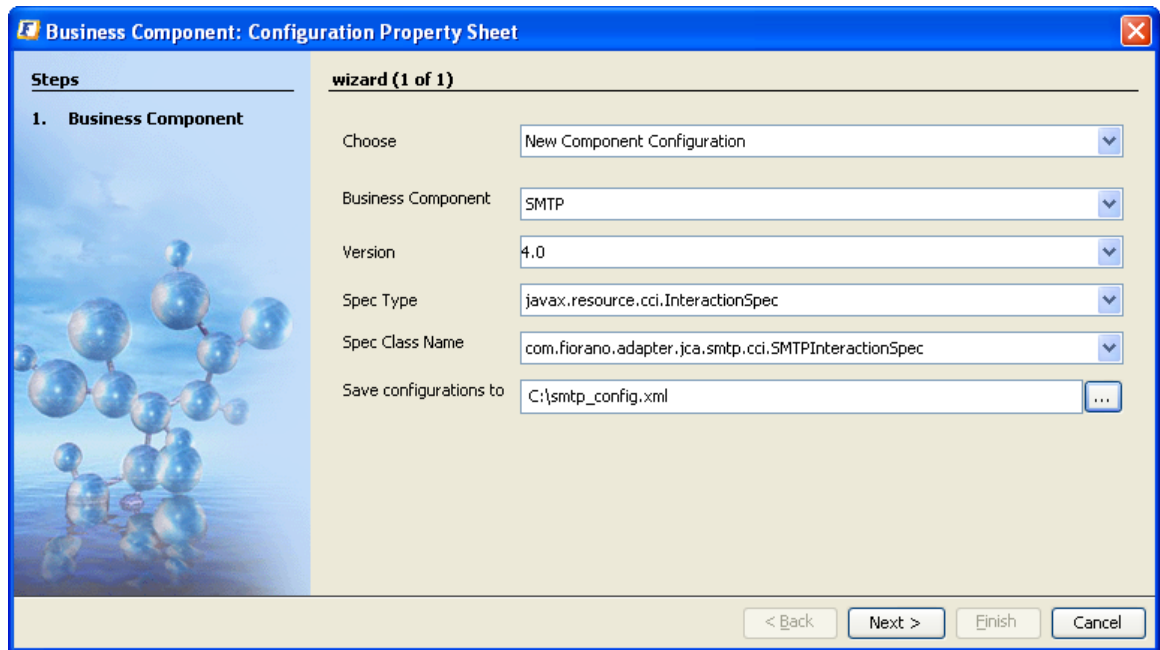 Business Component: Configuration Property Sheet
Steps
1. Business Component
wizard (1 of 1)
Choose
New Component Configuration
Business Component
SMTP
Version
4.0
Spec Type
javax.resource.cci.InteractionSpec
Spec Class Name
com.fiorano.adapter.jca.smtp.cci.SMTPInteractionSpec
Save configurations to
C:\smtp_config.xml
...
< Back
Next >
Finish
Cancel